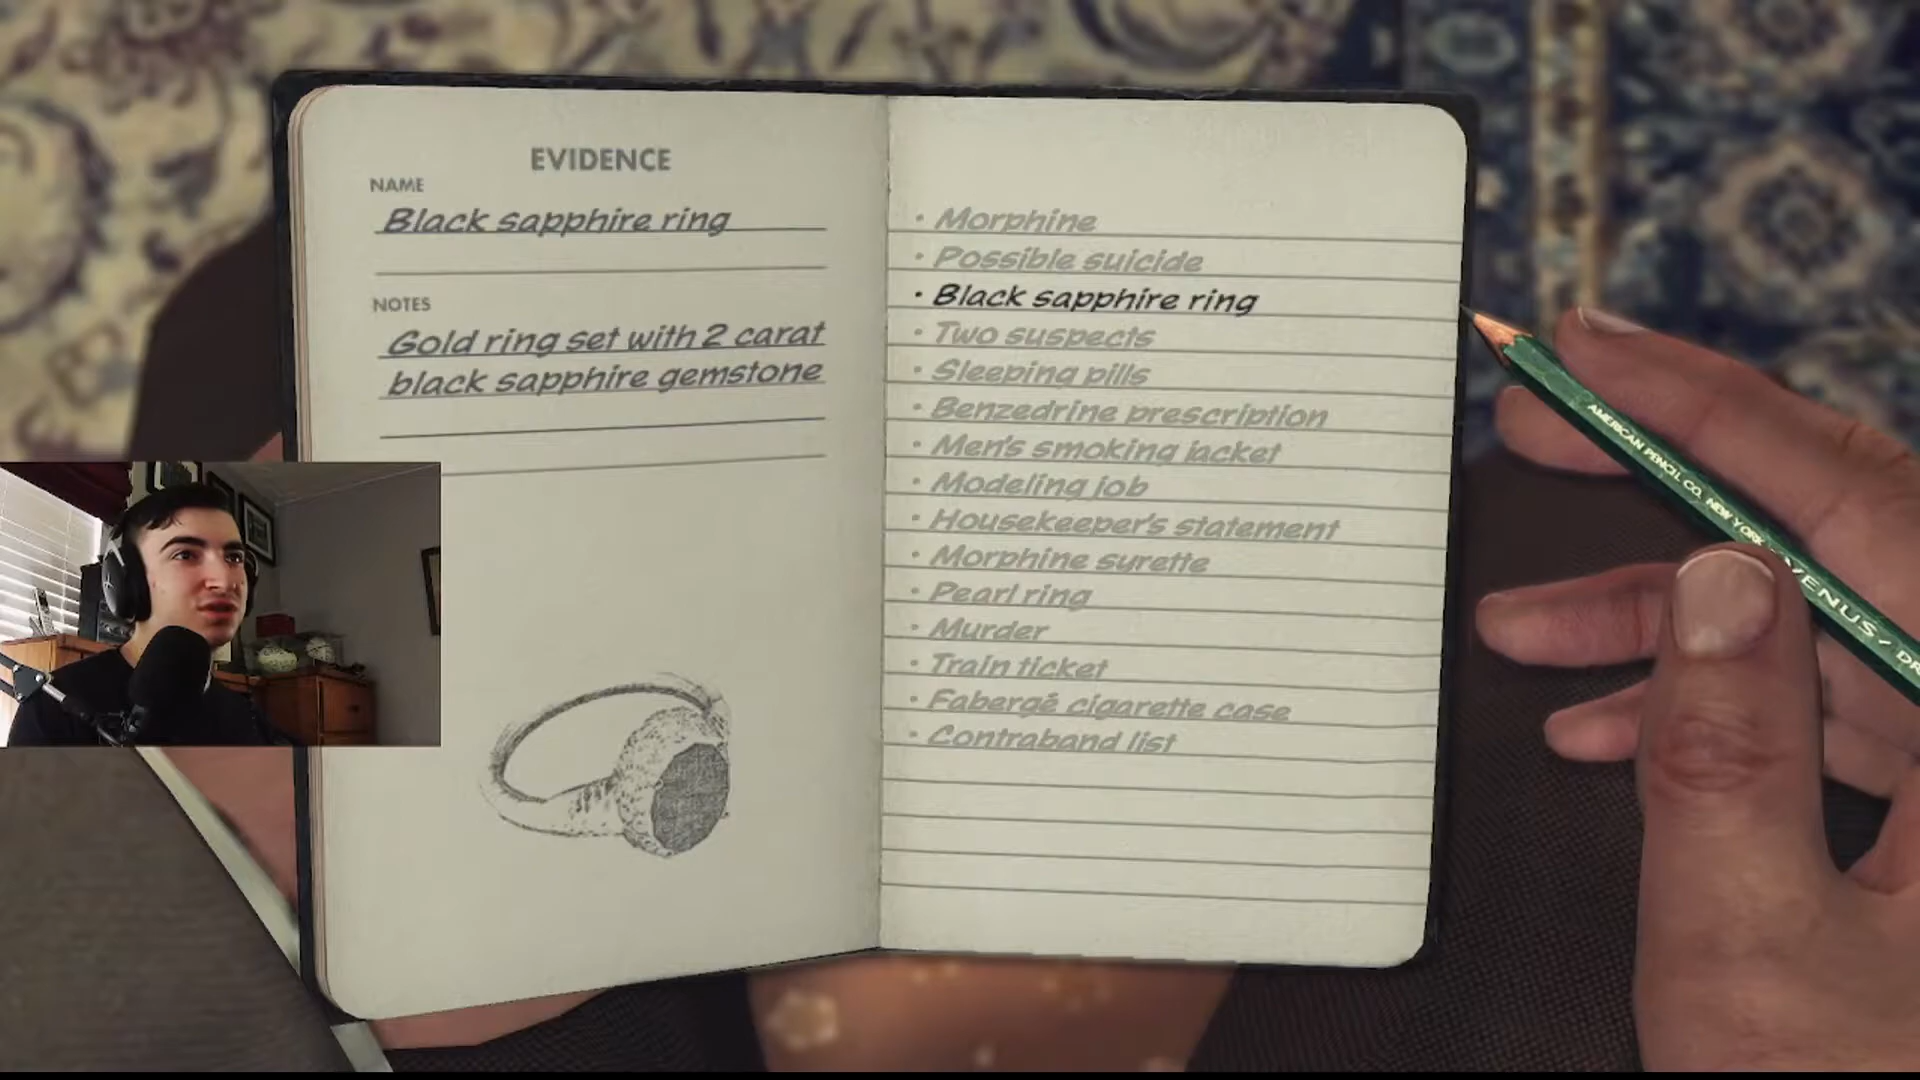 EVIDENCE
NAME
Black sapphire ring
NOTES
Gold ring set with 2 carat
black sapphire gemstone
• Morphine
• Possible suicide
• Black sapphire ring
• Two suspects
• Sleeping pills
• Benzedrine prescription
• Men's smoking jacket
• Modeling job
• Housekeeper's statement
• Morphine syrette
• Pearl ring
• Murder
• Train ticket
• Fabergé cigarette case
• Contraband list
AMERICAN PENCIL CO. NEW YORK VENUS/ DR